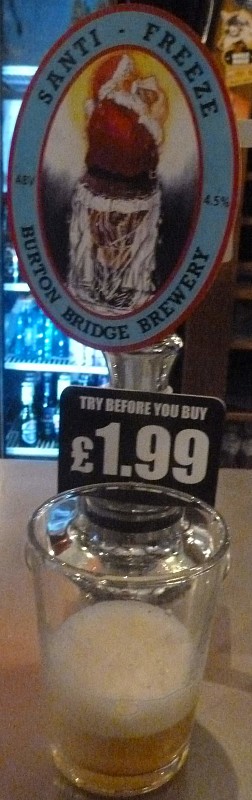 SANTI - FREEZE
ABV 4.5%
BURTON BRIDGE BREWERY
TRY BEFORE YOU BUY
£1.99